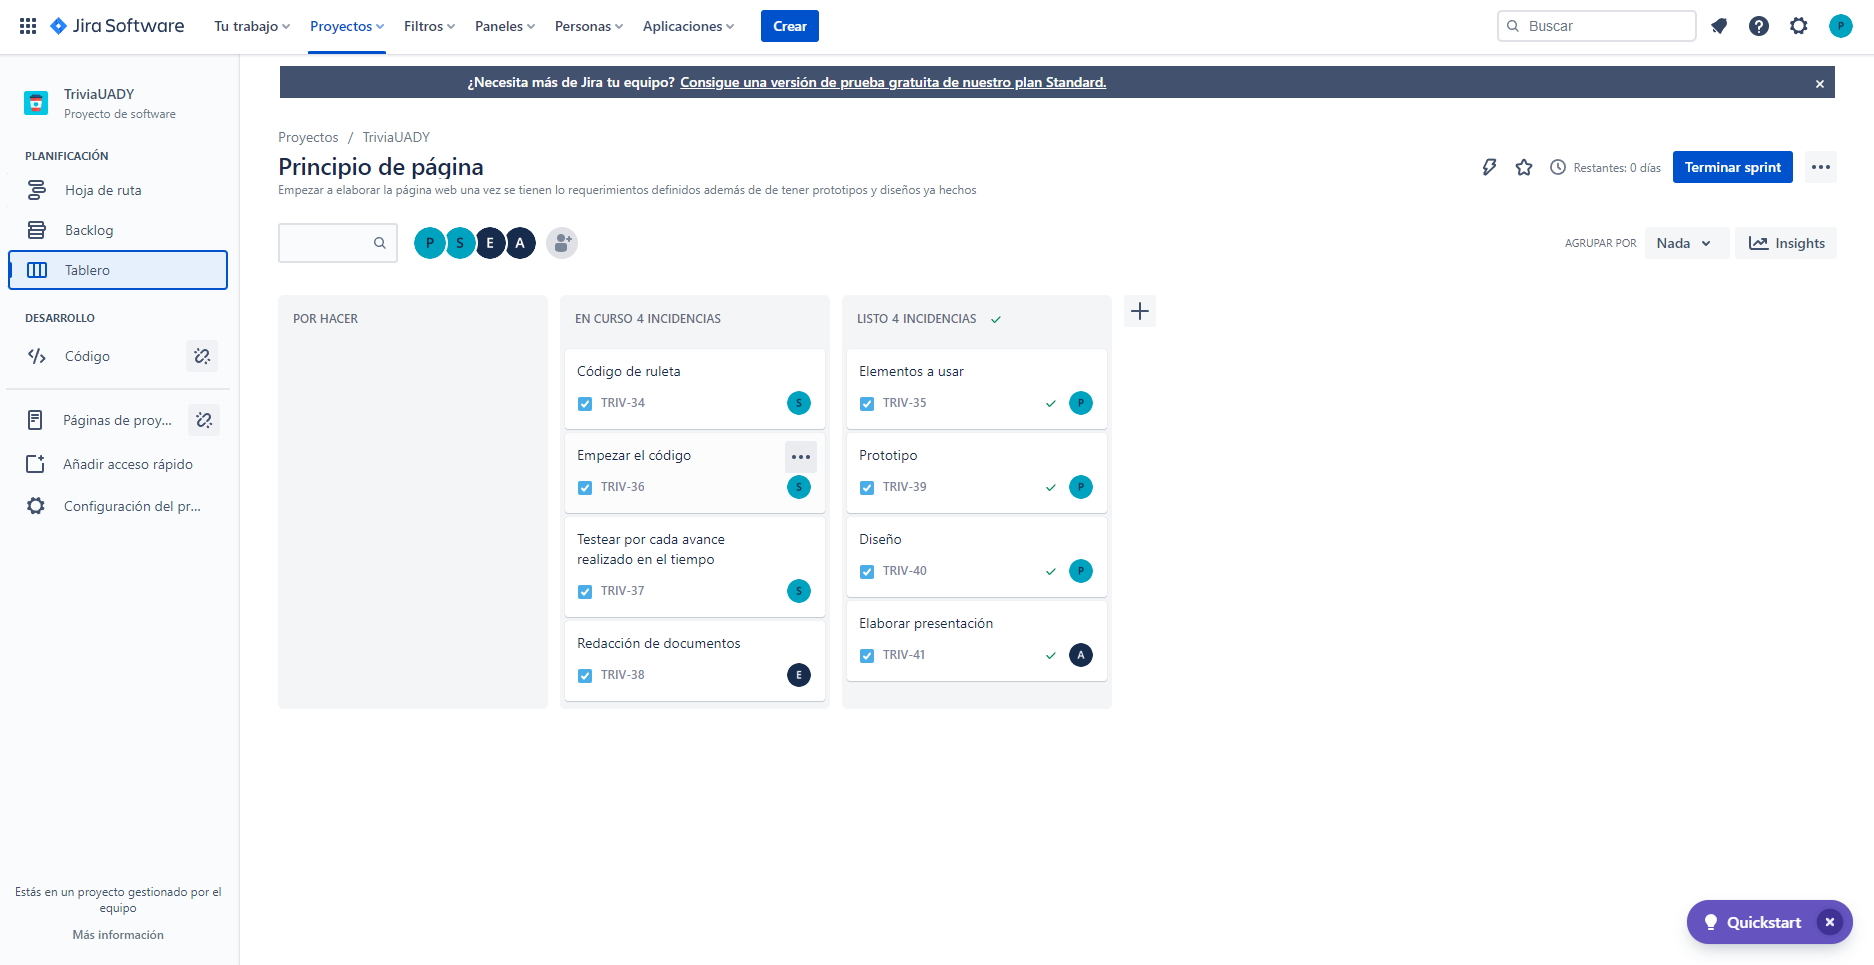 Jira Software
Tu trabajo
Proyectos
Filtros
Paneles
Personas
Aplicaciones
Crear
Buscar
P
TriviaUADY
Proyecto de software
PLANIFICACIÓN
Hoja de ruta
Backlog
Tablero
DESARROLLO
Código
Páginas de proy...
Añadir acceso rápido
Configuración del pr...
Estás en un proyecto gestionado por el
equipo
Más información
¿Necesita más de Jira tu equipo? Consigue una versión de prueba gratuita de nuestro plan Standard.
Proyectos / TriviaUADY
Principio de página
Empezar a elaborar la página web una vez se tienen lo requerimientos definidos además de de tener prototipos y diseños ya hechos
Restantes: 0 días
Terminar sprint
P S E A
AGRUPAR POR
Nada
Insights
POR HACER
EN CURSO 4 INCIDENCIAS
Código de ruleta
TRIV-34
S
Empezar el código
TRIV-36
S
Testear por cada avance
realizado en el tiempo
TRIV-37
S
Redacción de documentos
TRIV-38
E
LISTO 4 INCIDENCIAS
Elementos a usar
TRIV-35
P
Prototipo
TRIV-39
P
Diseño
TRIV-40
P
Elaborar presentación
TRIV-41
A
Quickstart